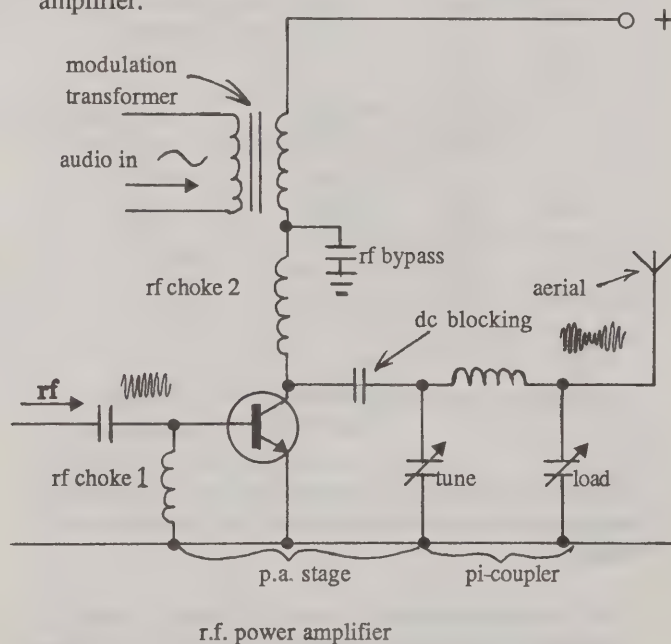 amplifier.
+
modulation
transformer
audio in
rf bypass
rf choke 2
aerial
dc blocking
rf
rf choke 1
tune
load
p.a. stage
pi-coupler
r.f. power amplifier